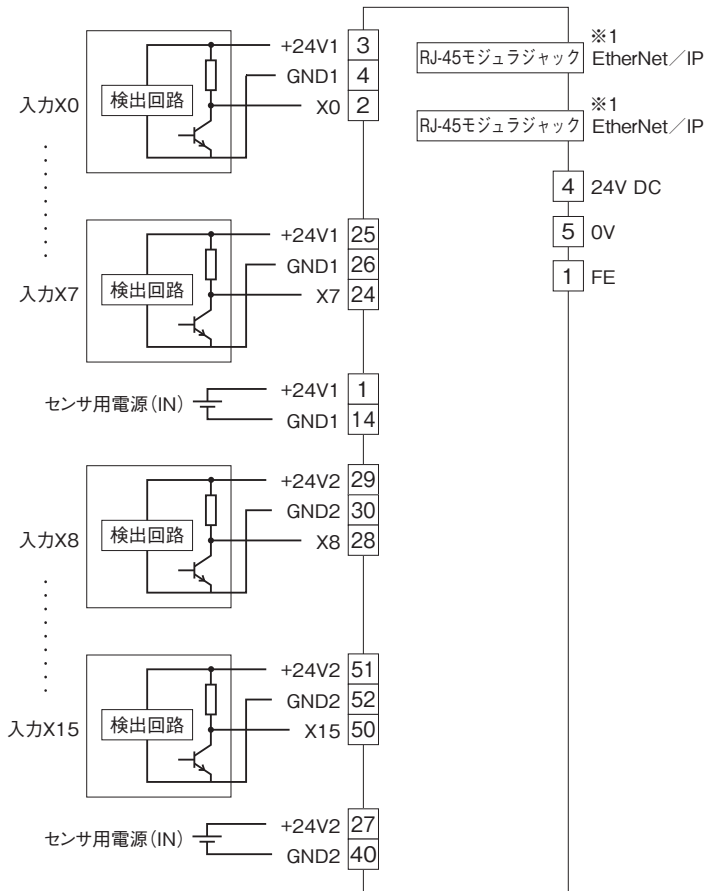 +24V1 3
GND1 4
X0 2
入力X0
検出回路
+24V1 25
GND1 26
X7 24
入力X7
検出回路
センサ用電源(IN)
+24V1 1
GND1 14
+24V2 29
GND2 30
X8 28
入力X8
検出回路
+24V2 51
GND2 52
X15 50
入力X15
検出回路
センサ用電源(IN)
+24V2 27
GND2 40
※1
RJ-45モジュラジャック EtherNet/IP
※1
RJ-45モジュラジャック EtherNet/IP
4 24V DC
5 0V
1 FE